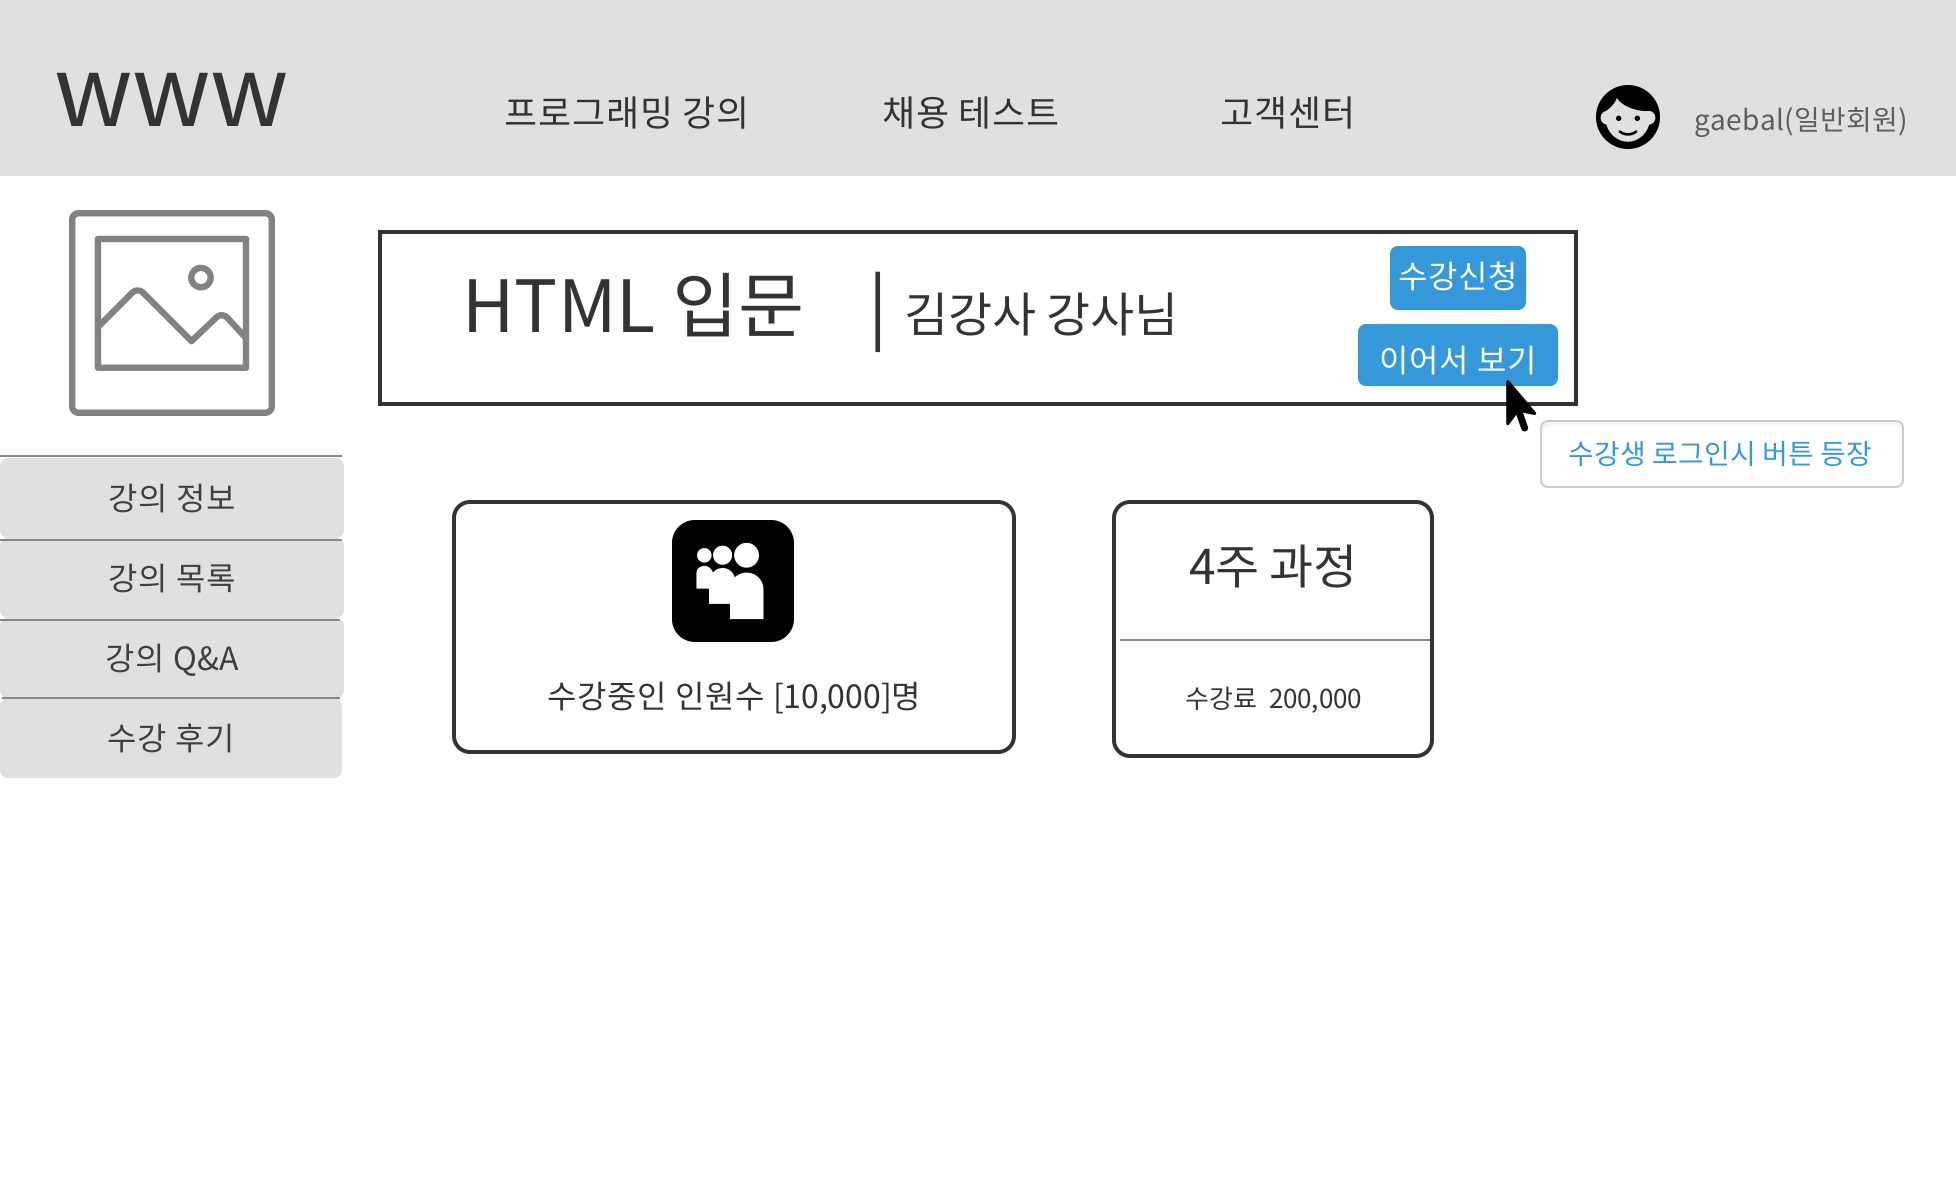 WWW
프로그래밍 강의
채용 테스트
고객센터
gaebal(일반회원)
HTML 입문
김강사 강사님
수강신청
이어서 보기
수강생 로그인시 버튼 등장
강의 정보
강의 목록
강의 Q&A
수강 후기
수강중인 인원수 [10,000]명
4주 과정
수강료 200,000